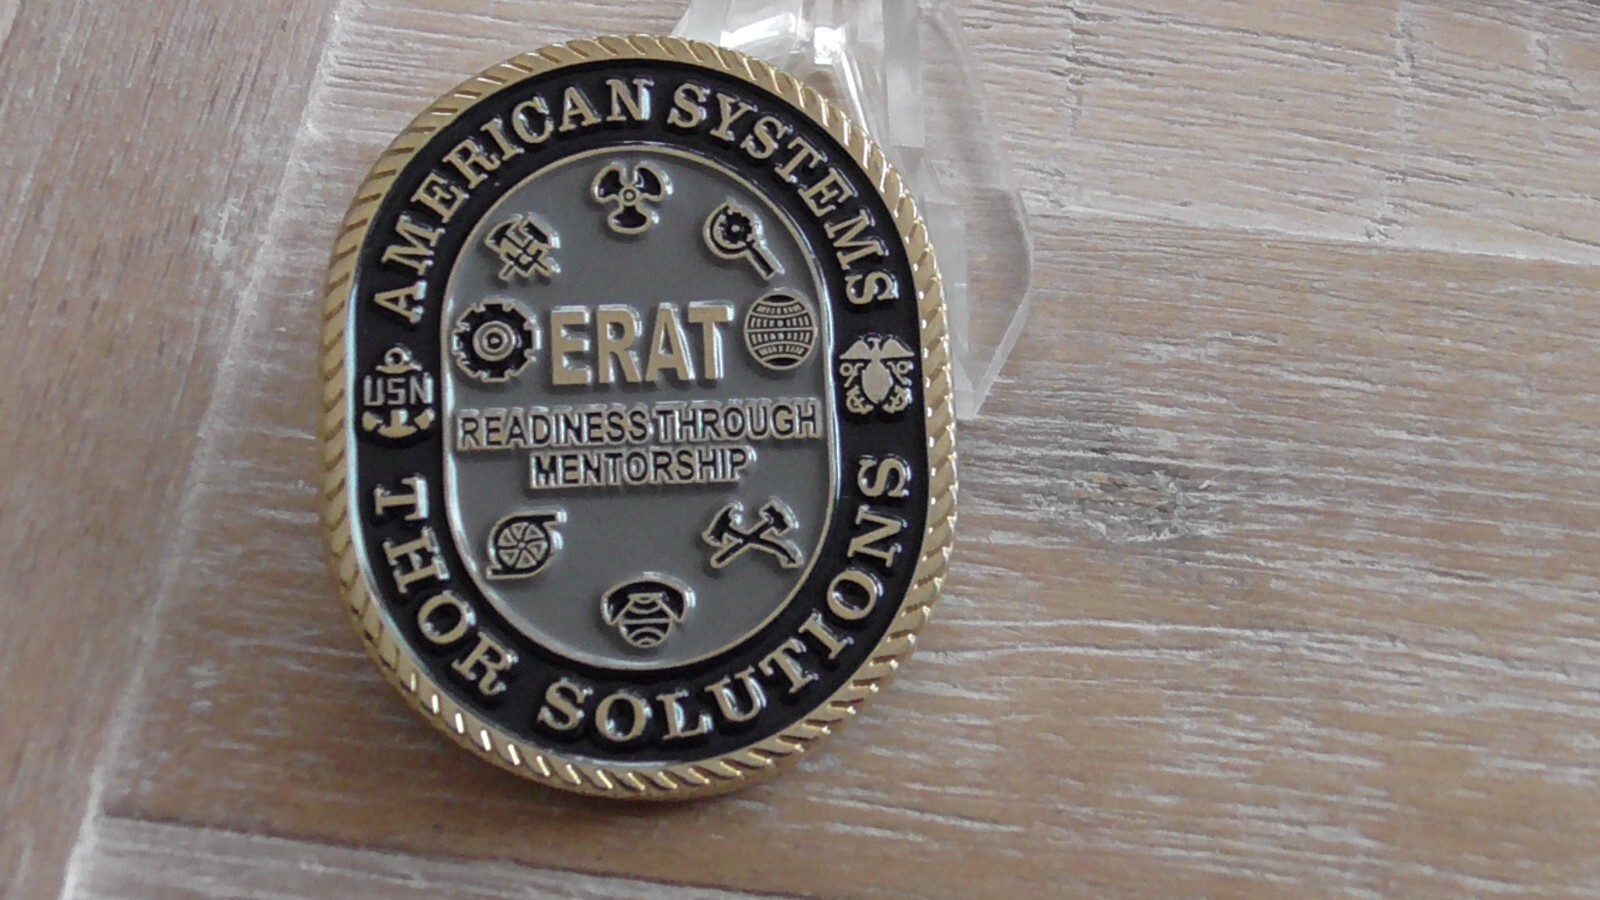 AMERICAN SYSTEMS
USN
ERAT
READINESS THROUGH
MENTORSHIP
THOR SOLUTIONS